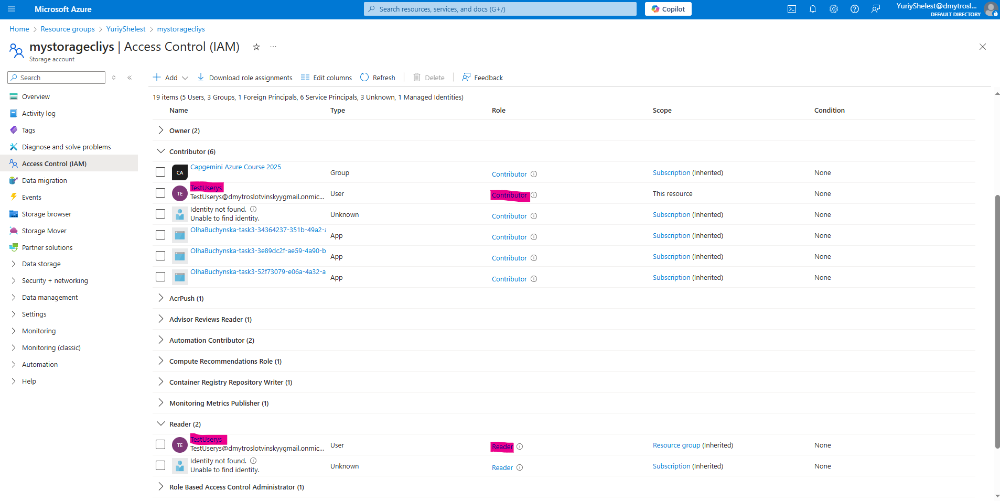 Microsoft Azure
Search resources, services, and docs (G+/)
Copilot
YuriyShelest@dmytrosl...
DEFAULT DIRECTORY
Home > Resource groups > YuriyShelest > mystoragecliys
mystoragecliys | Access Control (IAM)
Storage account
Search
Add
Download role assignments
Edit columns
Refresh
Delete
Feedback
Overview
Activity log
Tags
Diagnose and solve problems
Access Control (IAM)
Data migration
Events
Storage browser
Storage Mover
Partner solutions
Data storage
Security + networking
Data management
Settings
Monitoring
Monitoring (classic)
Automation
Help
19 items (5 Users, 3 Groups, 1 Foreign Principals, 6 Service Principals, 3 Unknown, 1 Managed Identities)
Name Type Role Scope Condition
Owner (2)
Contributor (6)
CA Capgemini Azure Course 2025 Group Contributor Subscription (Inherited) None
TestUserys
TE TestUserys@dmytroslotvinskyygmail.onmic... User Contributor This resource None
Identity not found.
Unable to find identity. Unknown Contributor Subscription (Inherited) None
OlhaBuchynska-task3-34364237-351b-49a2-a App Contributor Subscription (Inherited) None
OlhaBuchynska-task3-3e89dc2f-ae59-4a90-b App Contributor Subscription (Inherited) None
OlhaBuchynska-task3-52f73079-e06a-4a32-a App Contributor Subscription (Inherited) None
AcrPush (1)
Advisor Reviews Reader (1)
Automation Contributor (2)
Compute Recommendations Role (1)
Container Registry Repository Writer (1)
Monitoring Metrics Publisher (1)
Reader (2)
TestUserys
TE TestUserys@dmytroslotvinskyygmail.onmic... User Reader Resource group (Inherited) None
Identity not found.
Unable to find identity. Unknown Reader Subscription (Inherited) None
Role Based Access Control Administrator (1)